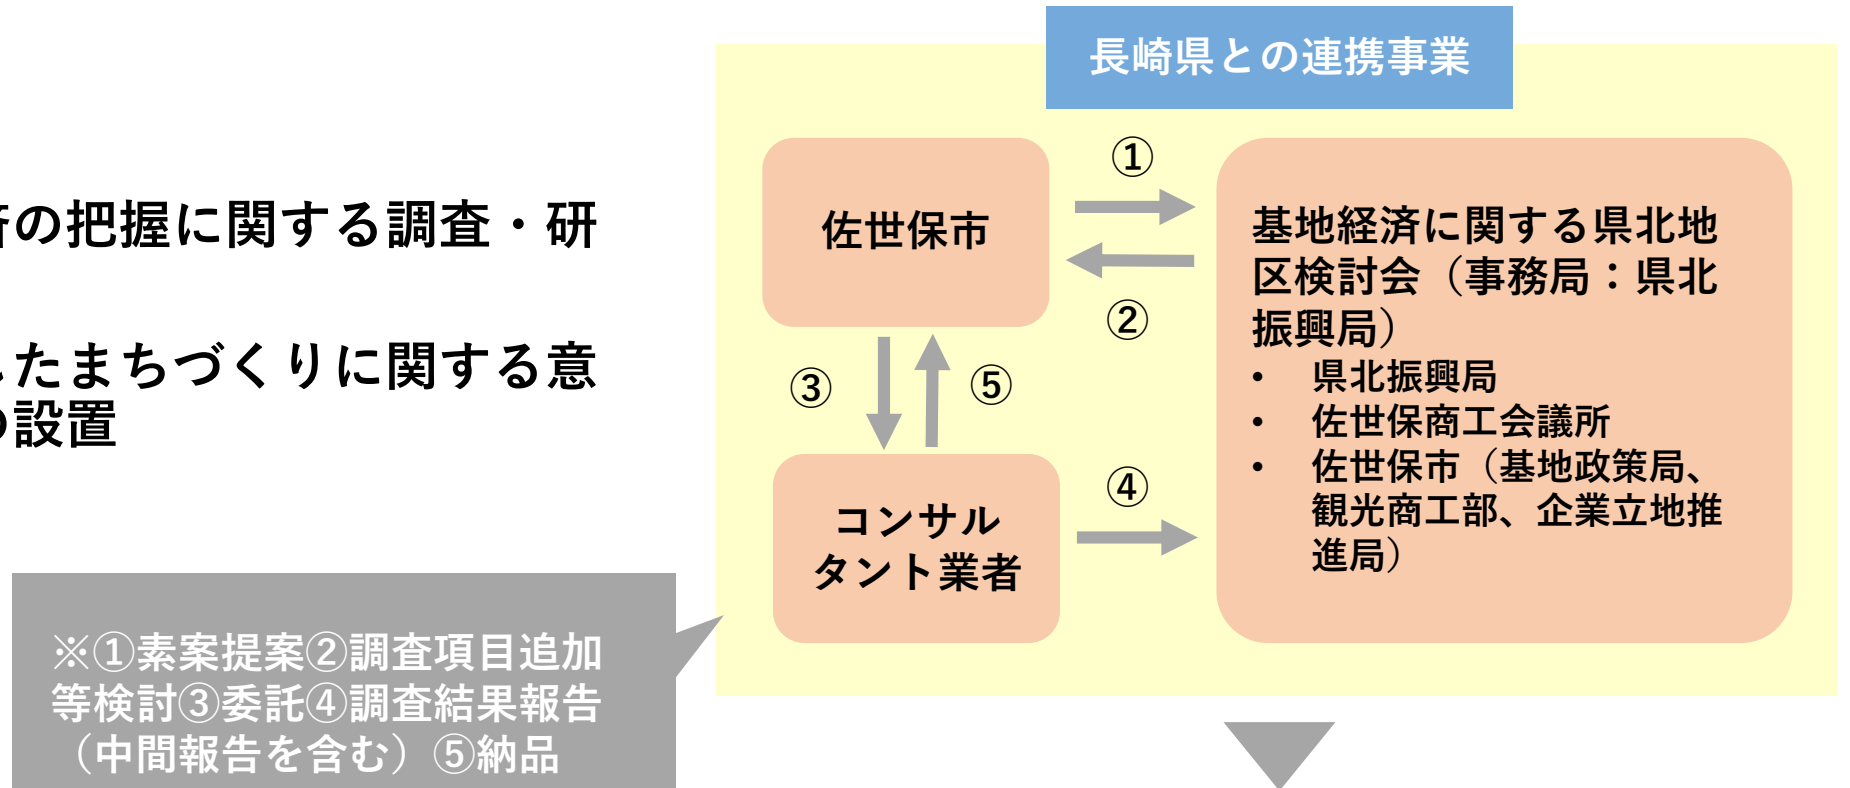 の把握に関する調査・研
たまちづくりに関する意
の設置
※①素案提案②調査項目追加
等検討③委託④調査結果報告
（中間報告を含む）⑤納品
長崎県との連携事業
佐世保市
①
②
③
⑤
コンサル
タント業者
④
基地経済に関する県北地
区検討会（事務局：県北
振興局）
• 県北振興局
• 佐世保商工会議所
• 佐世保市（基地政策局、
観光商工部、企業立地推
進局）